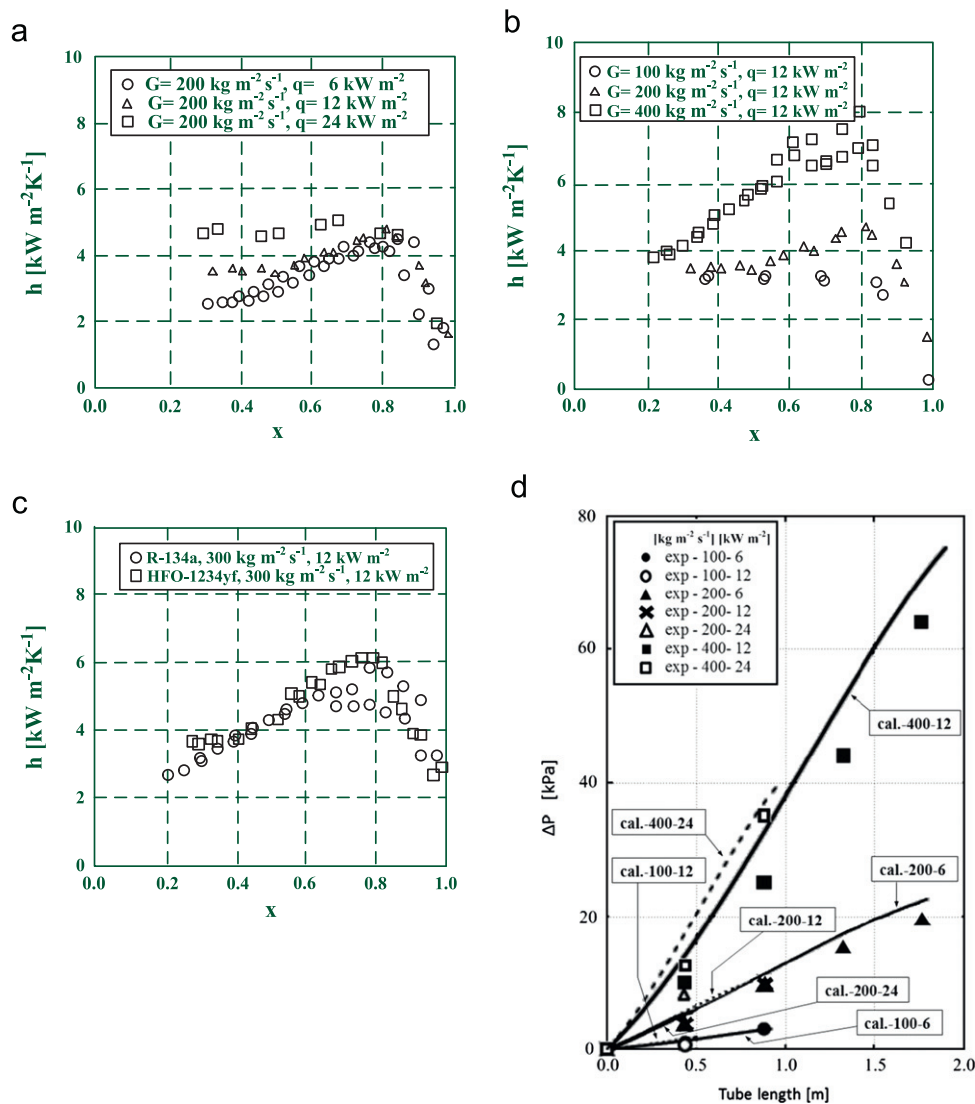 a
10
G= 200 kg m-2 s-1, q= 6 kW m-2
G= 200 kg m-2 s-1, q= 12 kW m-2
G= 200 kg m-2 s-1, q= 24 kW m-2
8
6
4
2
0
h [kW m-2K-1]
0.0 0.2 0.4 0.6 0.8 1.0
x
b
10
G= 100 kg m-2 s-1, q= 12 kW m-2
G= 200 kg m-2 s-1, q= 12 kW m-2
G= 400 kg m-2 s-1, q= 12 kW m-2
8
6
4
2
0
h [kW m-2K-1]
0.0 0.2 0.4 0.6 0.8 1.0
x
c
10
R-134a, 300 kg m-2 s-1, 12 kW m-2
HFO-1234yf, 300 kg m-2 s-1, 12 kW m-2
8
6
4
2
0
h [kW m-2K-1]
0.0 0.2 0.4 0.6 0.8 1.0
x
d
80
[kg m-2 s-1] [kW m-2]
exp - 100- 6
exp - 100- 12
exp - 200- 6
exp - 200- 12
exp - 200- 24
exp - 400- 12
exp - 400- 24
60
cal.-400-12
40
ΔP [kPa]
cal.-400-24
cal.-100-12
cal.-200-6
20
cal.-200-12
cal.-200-24
cal.-100-6
0
0 0.5 1.0 1.5 2.0
Tube length [m]